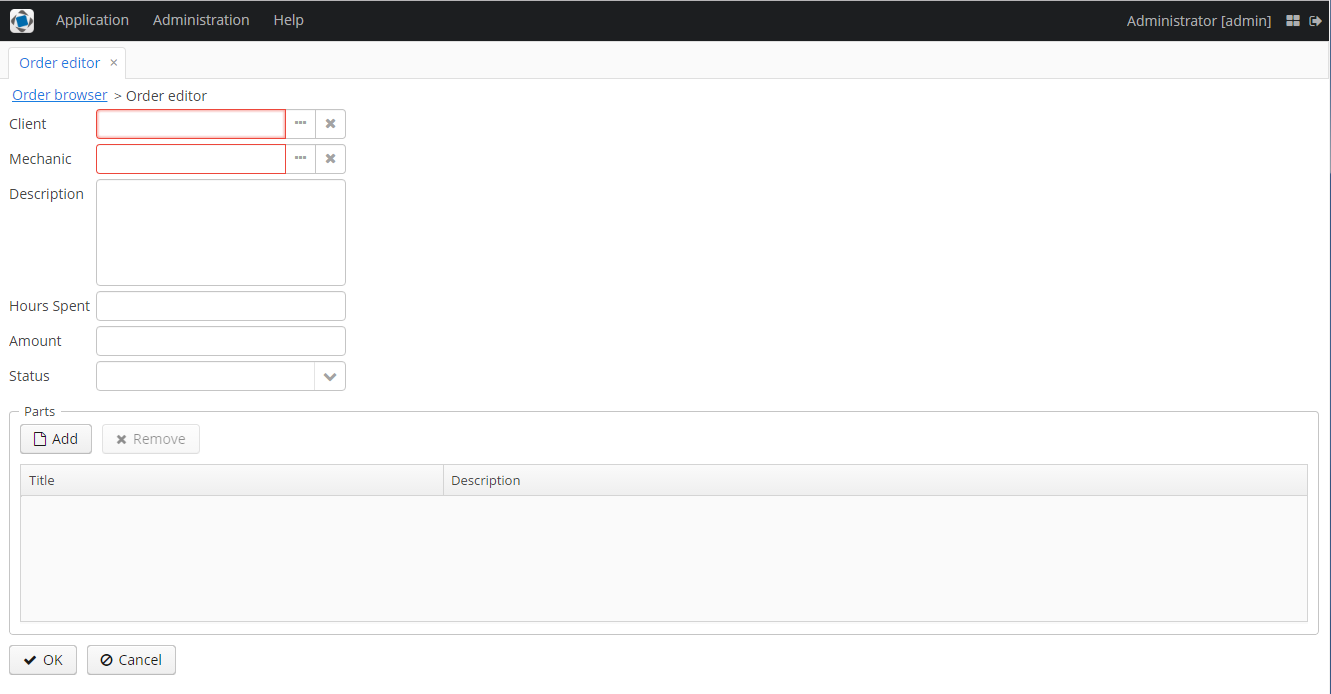 Application Administration Help Administrator [admin]
Order editor ×
Order browser > Order editor
Client
Mechanic
Description
Hours Spent
Amount
Status
Parts
Add Remove
Title Description
OK Cancel